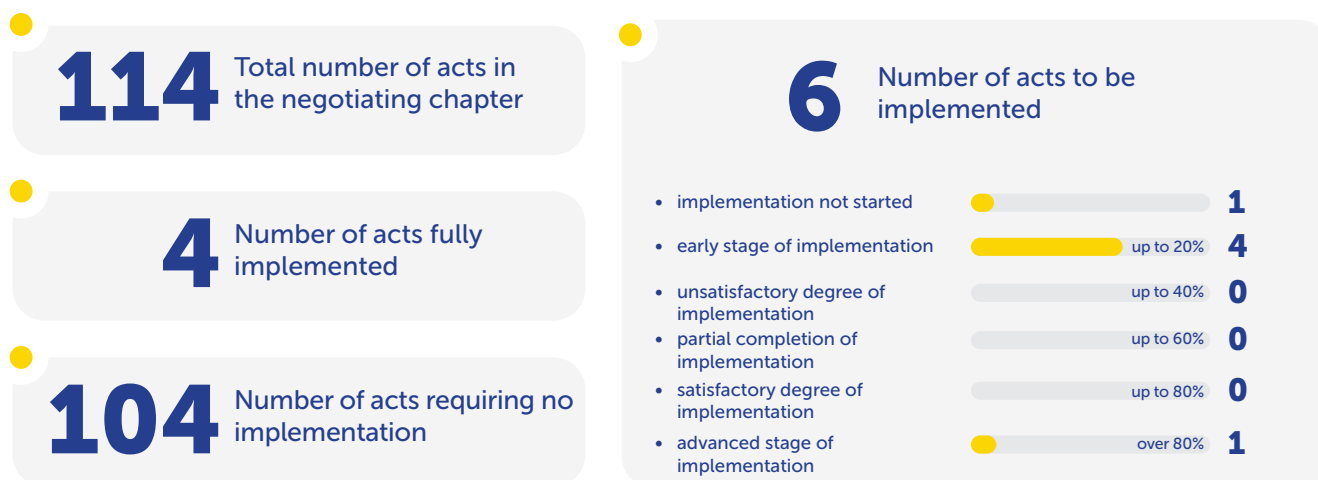 114
Total number of acts in
the negotiating chapter
4
Number of acts fully
implemented
104
Number of acts requiring no
implementation
6
Number of acts to be
implemented
• implementation not started 1
• early stage of implementation up to 20% 4
• unsatisfactory degree of
implementation up to 40% 0
• partial completion of
implementation up to 60% 0
• satisfactory degree of
implementation up to 80% 0
• advanced stage of
implementation over 80% 1